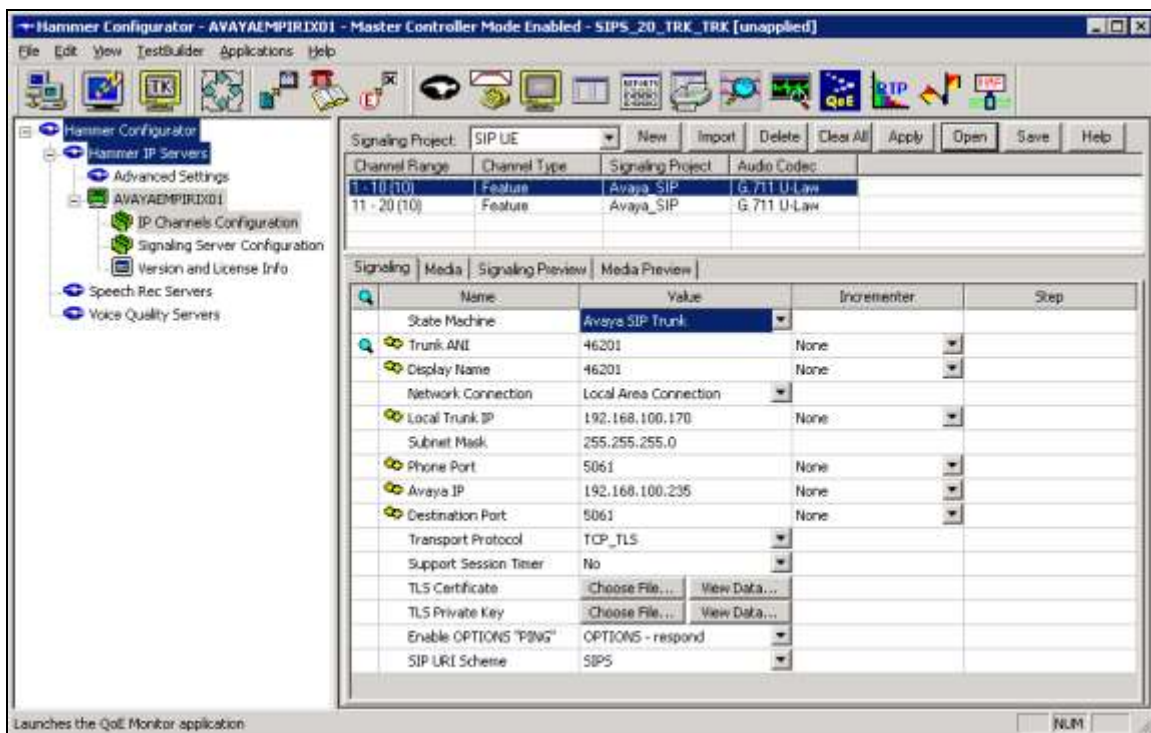 Hammer Configurator - AVAYAEMPIRIX01 - Master Controller Mode Enabled - SIPS_20_TRK_TRK [unapplied]
File Edit View TestBuilder Applications Help
TK
REPORTS
QoE
RTP
Hammer Configurator
Hammer IP Servers
Advanced Settings
AVAYAEMPIRIX01
IP Channels Configuration
Signaling Server Configuration
Version and License Info
Speech Rec Servers
Voice Quality Servers
Signaling Project: SIP UE New Import Delete Clear All Apply Open Save Help
Channel Range Channel Type Signaling Project Audio Codec
1 - 10 (10) Feature Avaya_SIP G.711 U-Law
11 - 20 (10) Feature Avaya_SIP G.711 U-Law
Signaling Media Signaling Preview Media Preview
Name Value Incrementer Step
State Machine Avaya SIP Trunk
Trunk ANI 46201 None
Display Name 46201 None
Network Connection Local Area Connection
Local Trunk IP 192.168.100.170 None
Subnet Mask 255.255.255.0
Phone Port 5061 None
Avaya IP 192.168.100.235 None
Destination Port 5061 None
Transport Protocol TCP_TLS
Support Session Timer No
TLS Certificate Choose File... View Data...
TLS Private Key Choose File... View Data...
Enable OPTIONS "PING" OPTIONS - respond
SIP URI Scheme SIPS
Launches the QoE Monitor application NUM